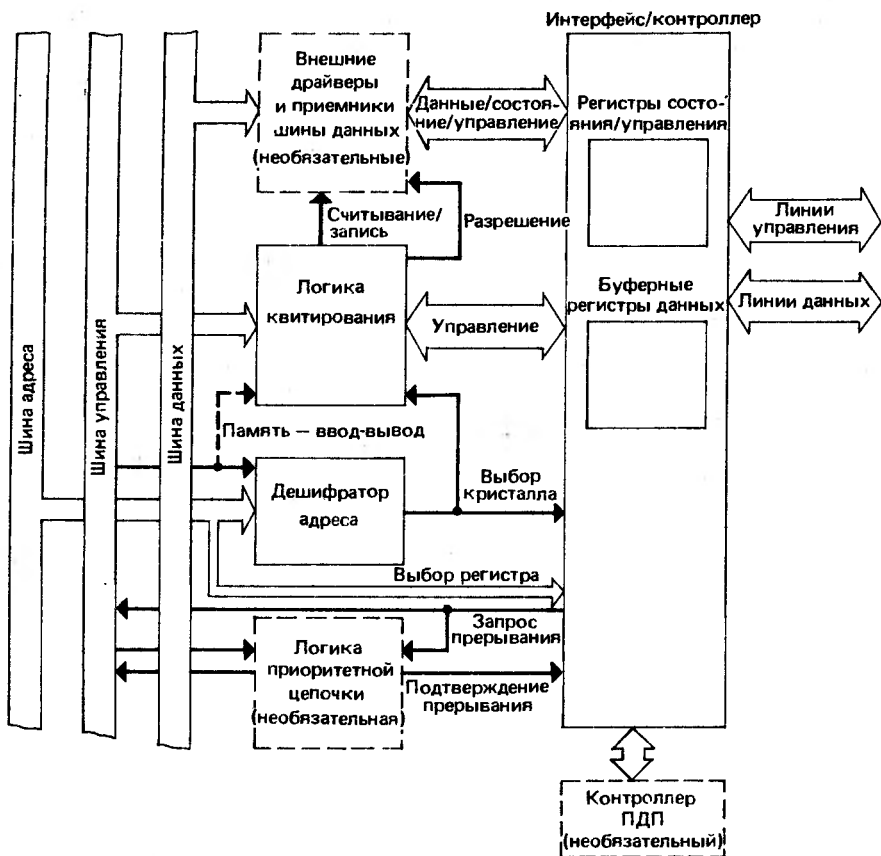 Интерфейс/контроллер
Внешние
драйверы
и приемники
шины данных
(необязательные)
Данные/состоя-
ние/управление
Регистры состо-
яния/управления
Считывание/
запись
Разрешение
Линии
управления
Логика
квитирования
Управление
Буферные
регистры данных
Линии данных
Шина адреса
Шина управления
Шина данных
Память — ввод-вывод
Дешифратор
адреса
Выбор
кристалла
Выбор регистра
Запрос
прерывания
Логика
приоритетной
цепочки
(необязательная)
Подтверждение
прерывания
Контроллер
ПДП
(необязательный)